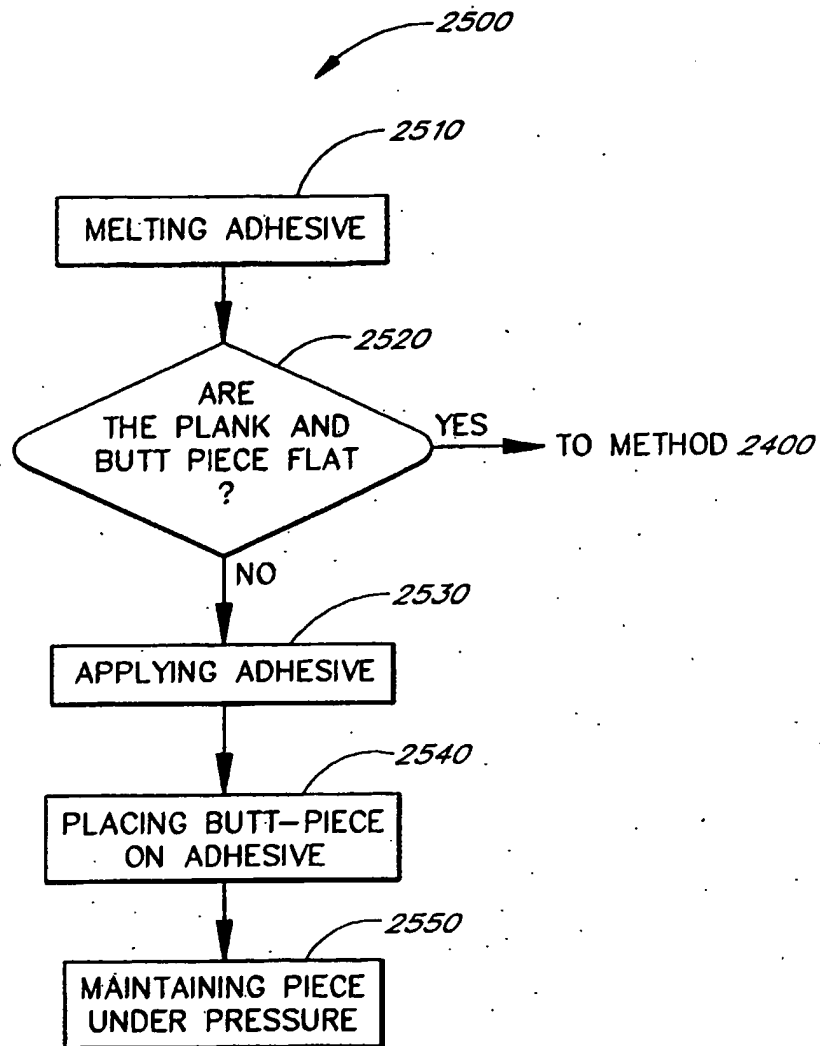 2500
2510
MELTING ADHESIVE
2520
ARE
THE PLANK AND
BUTT PIECE FLAT
?
YES
TO METHOD 2400
NO
2530
APPLYING ADHESIVE
2540
PLACING BUTT-PIECE
ON ADHESIVE
2550
MAINTAINING PIECE
UNDER PRESSURE